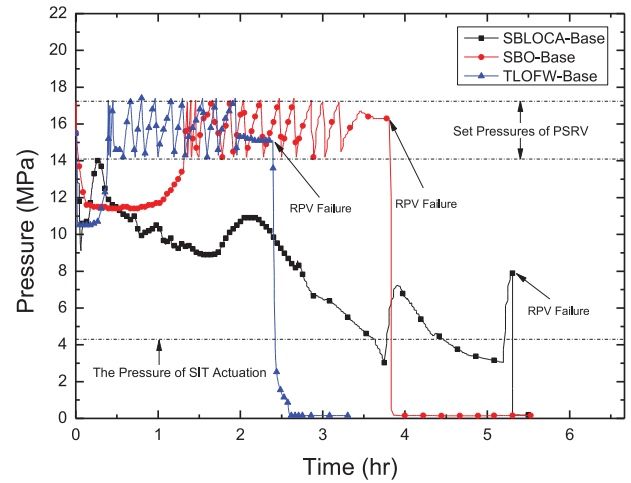 22
20
18
16
14
12
10
8
6
4
2
0
Pressure (MPa)
SBLOCA-Base
SBO-Base
TLOFW-Base
Set Pressures of PSRV
RPV Failure
RPV Failure
RPV Failure
The Pressure of SIT Actuation
0 1 2 3 4 5 6
Time (hr)